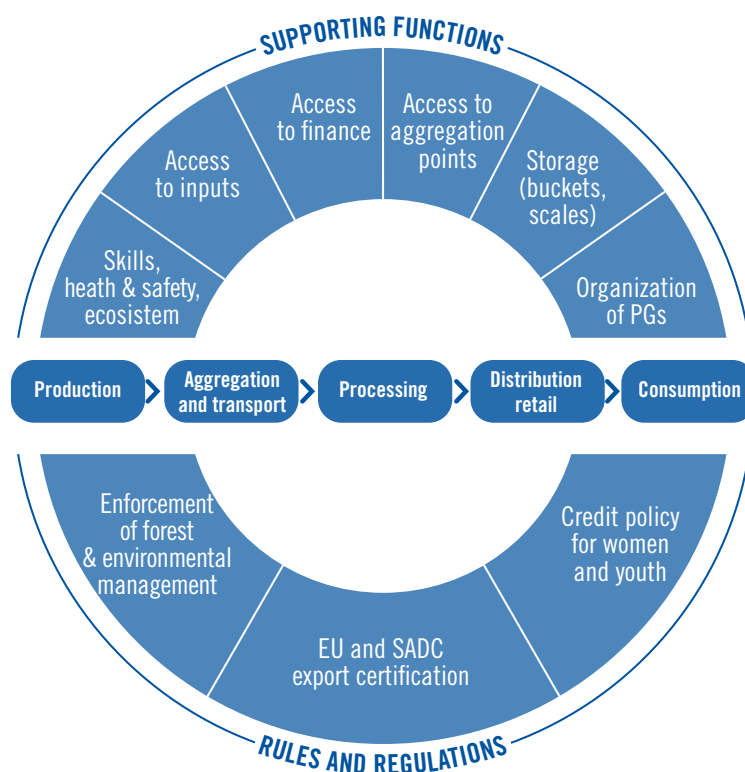 SUPPORTING FUNCTIONS
Access
to finance
Access to
aggregation
points
Access
to inputs
Storage
(buckets,
scales)
Skills,
heath & safety,
ecosistem
Organization
of PGs
Production
Aggregation
and transport
Processing
Distribution
retail
Consumption
Enforcement
of forest
& environmental
management
Credit policy
for women
and youth
EU and SADC
export certification
RULES AND REGULATIONS